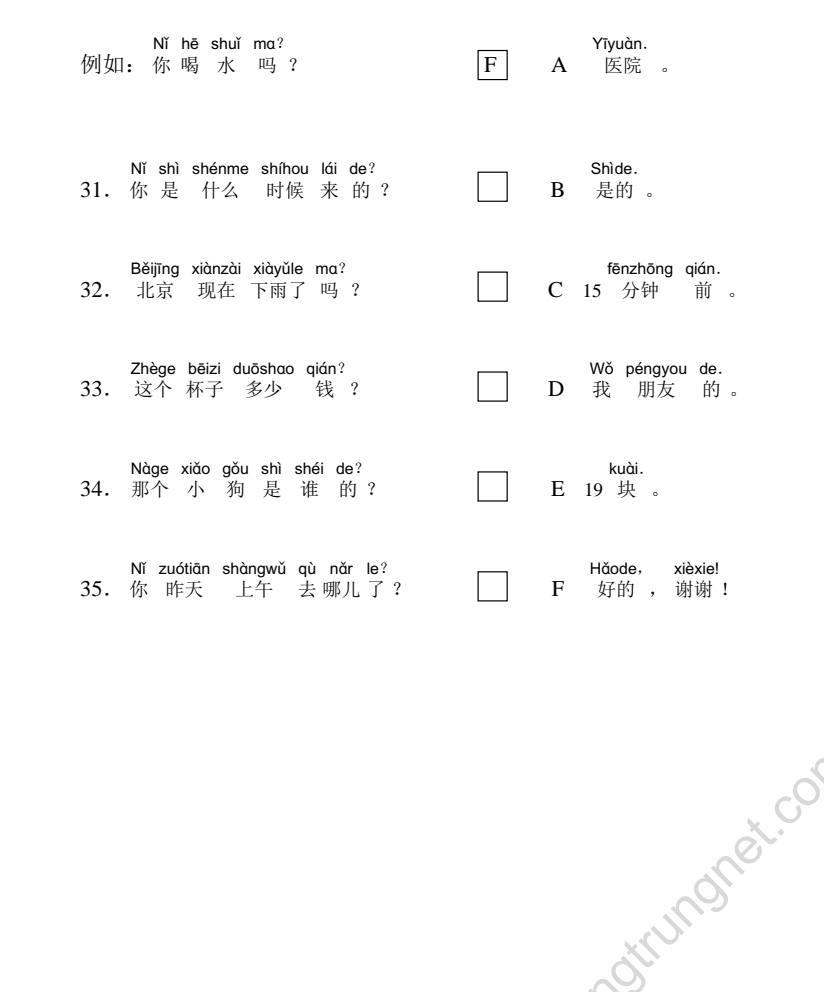 Nǐ hē shuǐ ma? Yīyuàn.
例如: 你 喝 水 吗? F A 医院 。
Nǐ shì shénme shíhou lái de? Shìde.
31. 你 是 什么 时候 来 的? B 是的 。
Běijīng xiànzài xiàyǔle ma? fēnzhōng qián.
32. 北京 现在 下雨了 吗? C 15 分钟 前 。
Zhège bēizi duōshao qián? Wǒ péngyou de.
33. 这个 杯子 多少 钱? D 我 朋友 的 。
Nàge xiǎo gǒu shì shéi de? kuài.
34. 那个 小 狗 是 谁 的? E 19 块 。
Nǐ zuótiān shàngwǔ qù nǎr le? Hǎode, xièxie!
35. 你 昨天 上午 去 哪儿 了? F 好的 , 谢谢!